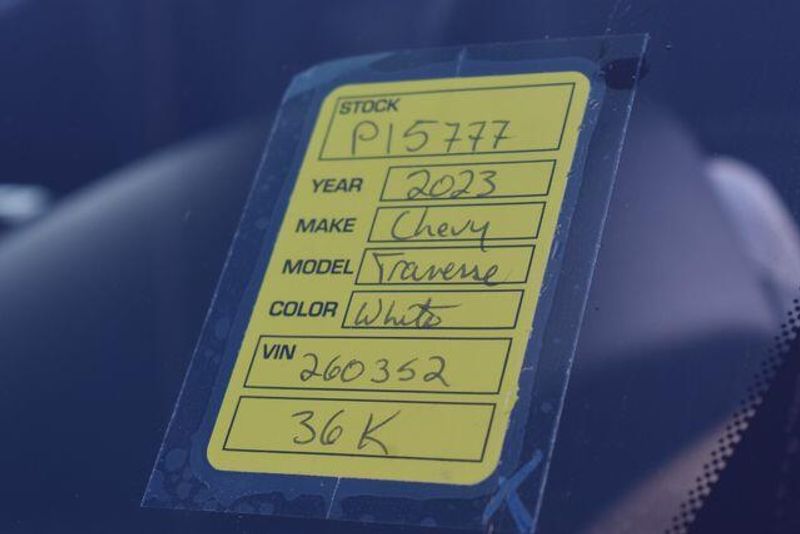 STOCK
P15777
YEAR 2023
MAKE Chevy
MODEL Traverse
COLOR White
VIN 260352
36K